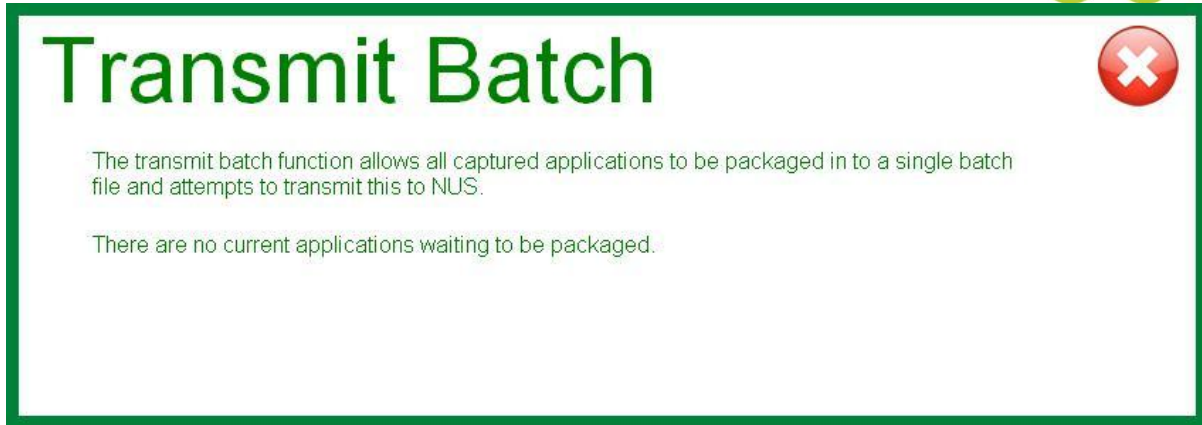 Transmit Batch
The transmit batch function allows all captured applications to be packaged in to a single batch
file and attempts to transmit this to NUS.
There are no current applications waiting to be packaged.